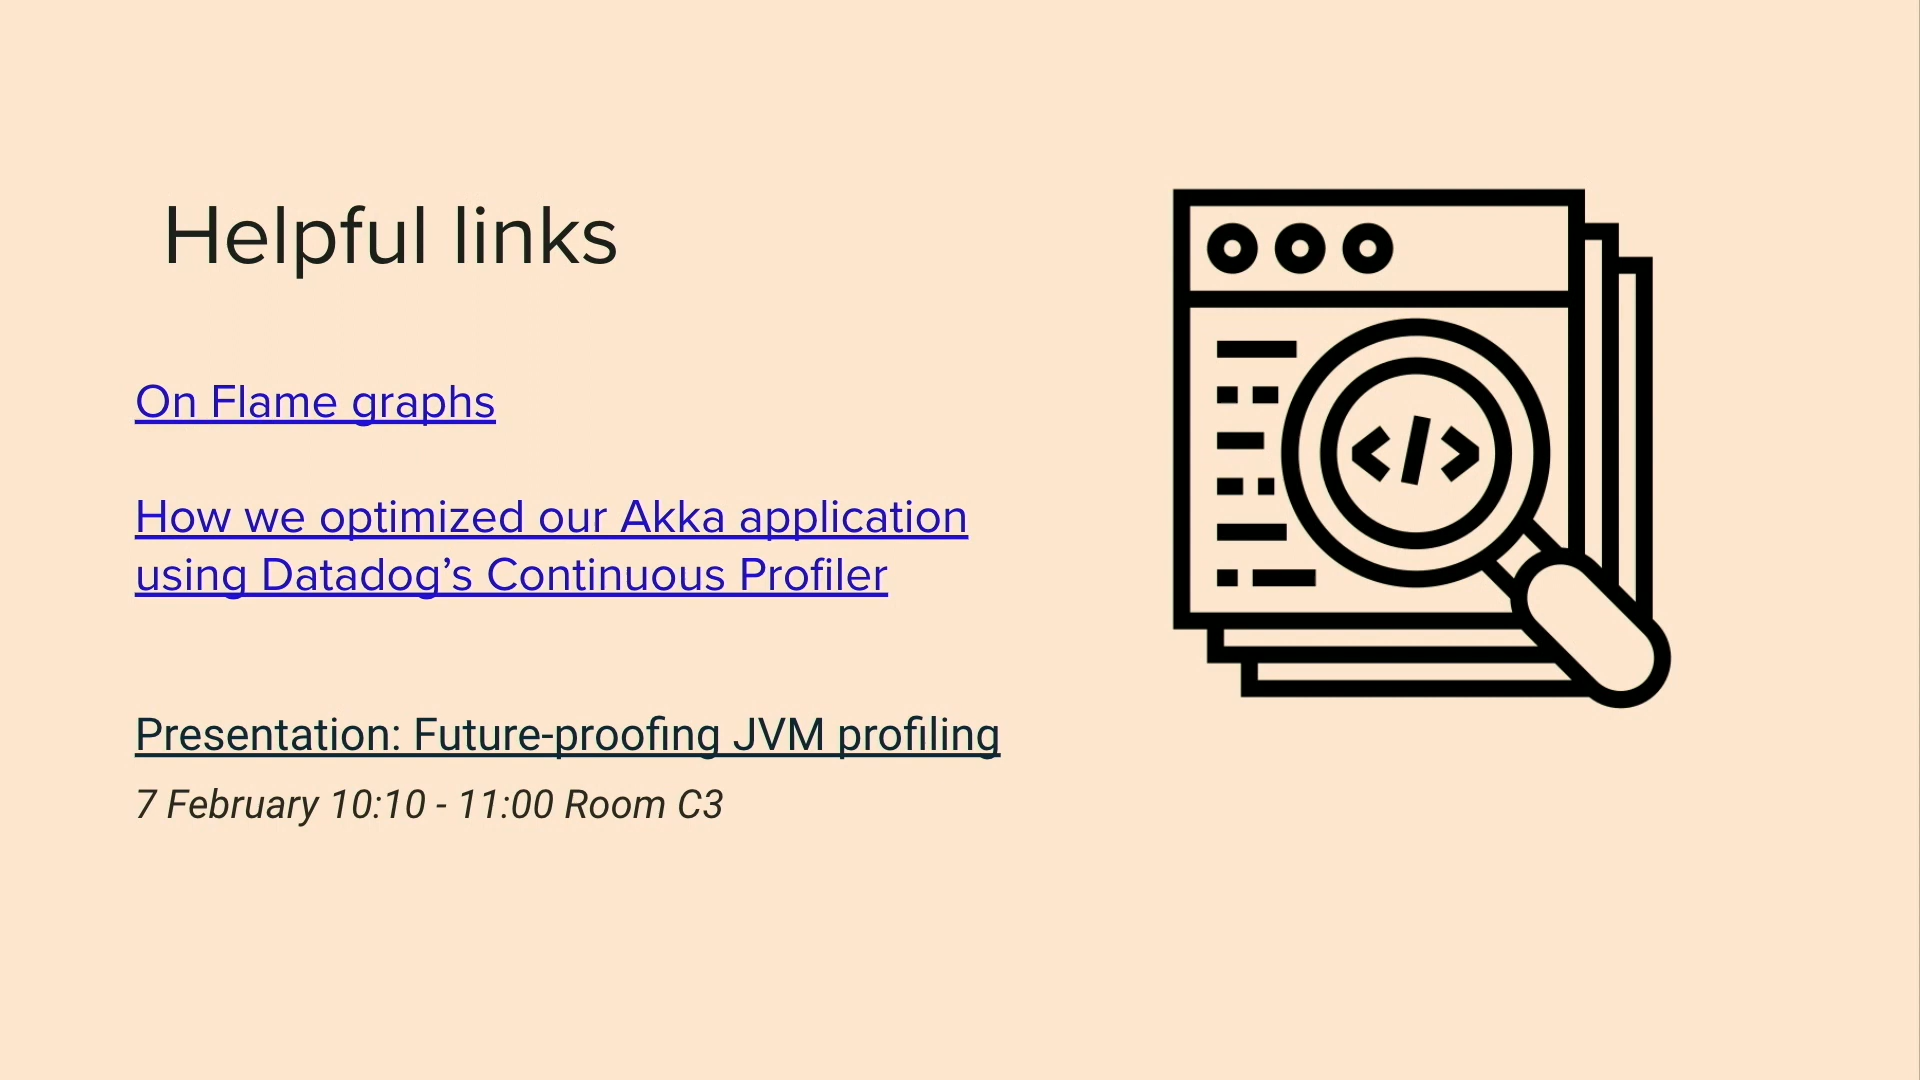 Helpful links
On Flame graphs
How we optimized our Akka application
using Datadog’s Continuous Profiler
Presentation: Future-proofing JVM profiling
7 February 10:10 - 11:00 Room C3